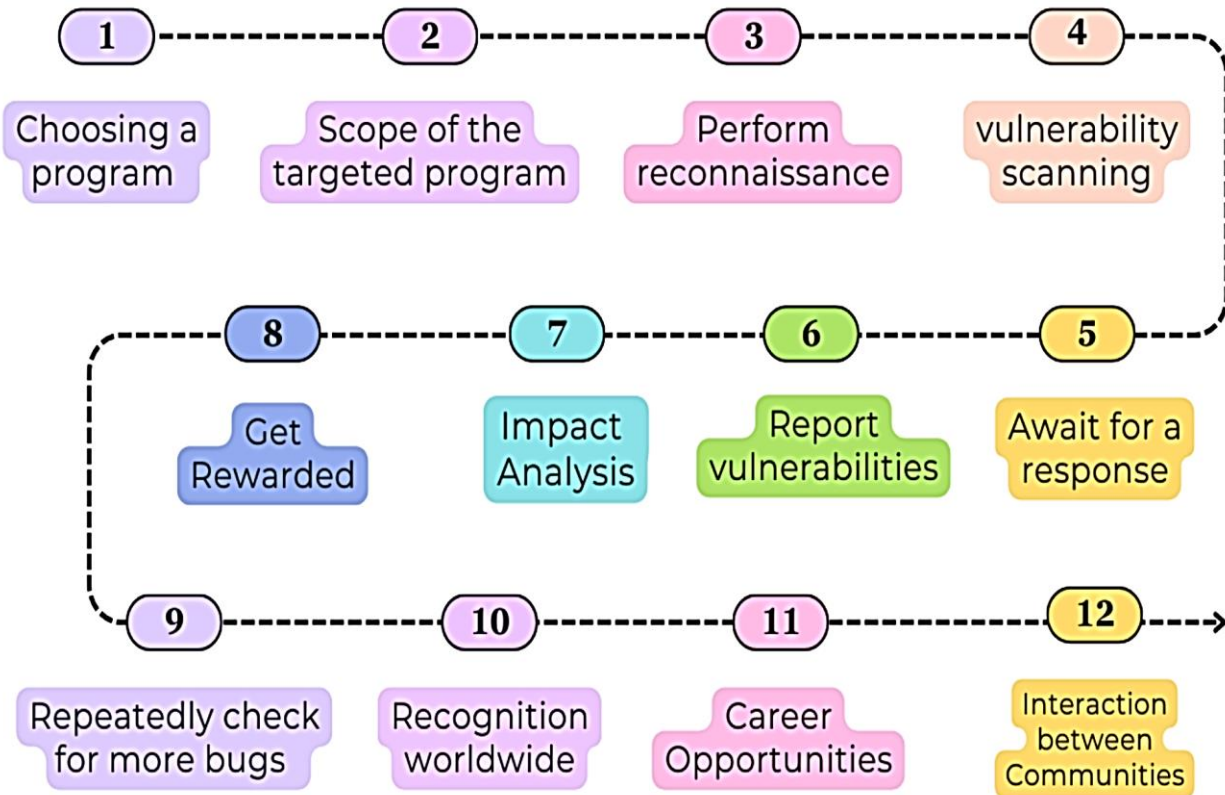 1
Choosing a
program
2
Scope of the
targeted program
3
Perform
reconnaissance
4
vulnerability
scanning
5
Await for a
response
6
Report
vulnerabilities
7
Impact
Analysis
8
Get
Rewarded
9
Repeatedly check
for more bugs
10
Recognition
worldwide
11
Career
Opportunities
12
Interaction
between
Communities